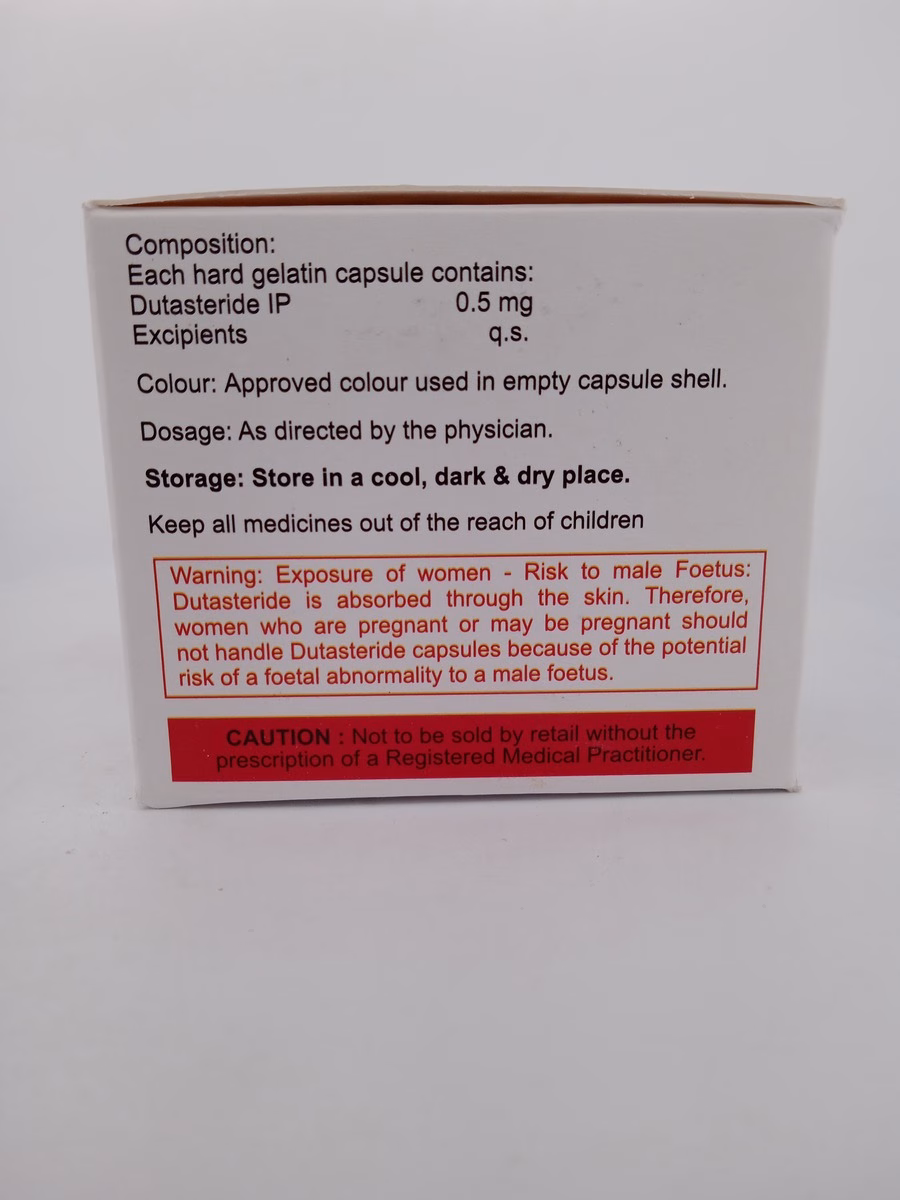 Composition:
Each hard gelatin capsule contains:
Dutasteride IP 0.5 mg
Excipients q.s.
Colour: Approved colour used in empty capsule shell.
Dosage: As directed by the physician.
Storage: Store in a cool, dark & dry place.
Keep all medicines out of the reach of children
Warning: Exposure of women - Risk to male Foetus:
Dutasteride is absorbed through the skin. Therefore,
women who are pregnant or may be pregnant should
not handle Dutasteride capsules because of the potential
risk of a foetal abnormality to a male foetus.
CAUTION : Not to be sold by retail without the
prescription of a Registered Medical Practitioner.